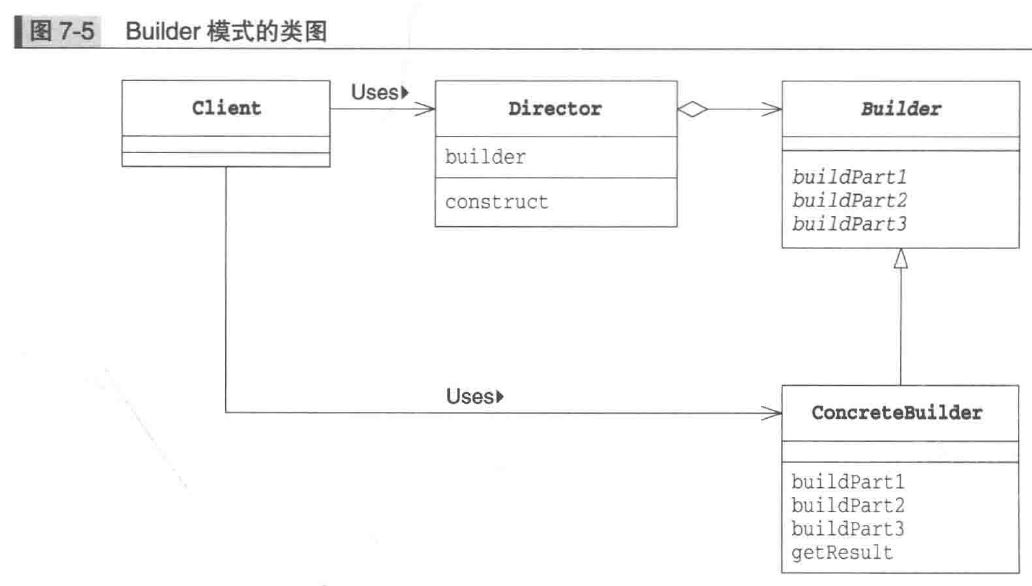 图 7-5 Builder 模式的类图
Client
Uses▶
Director
builder
construct
Builder
buildPart1
buildPart2
buildPart3
Uses▶
ConcreteBuilder
buildPart1
buildPart2
buildPart3
getResult